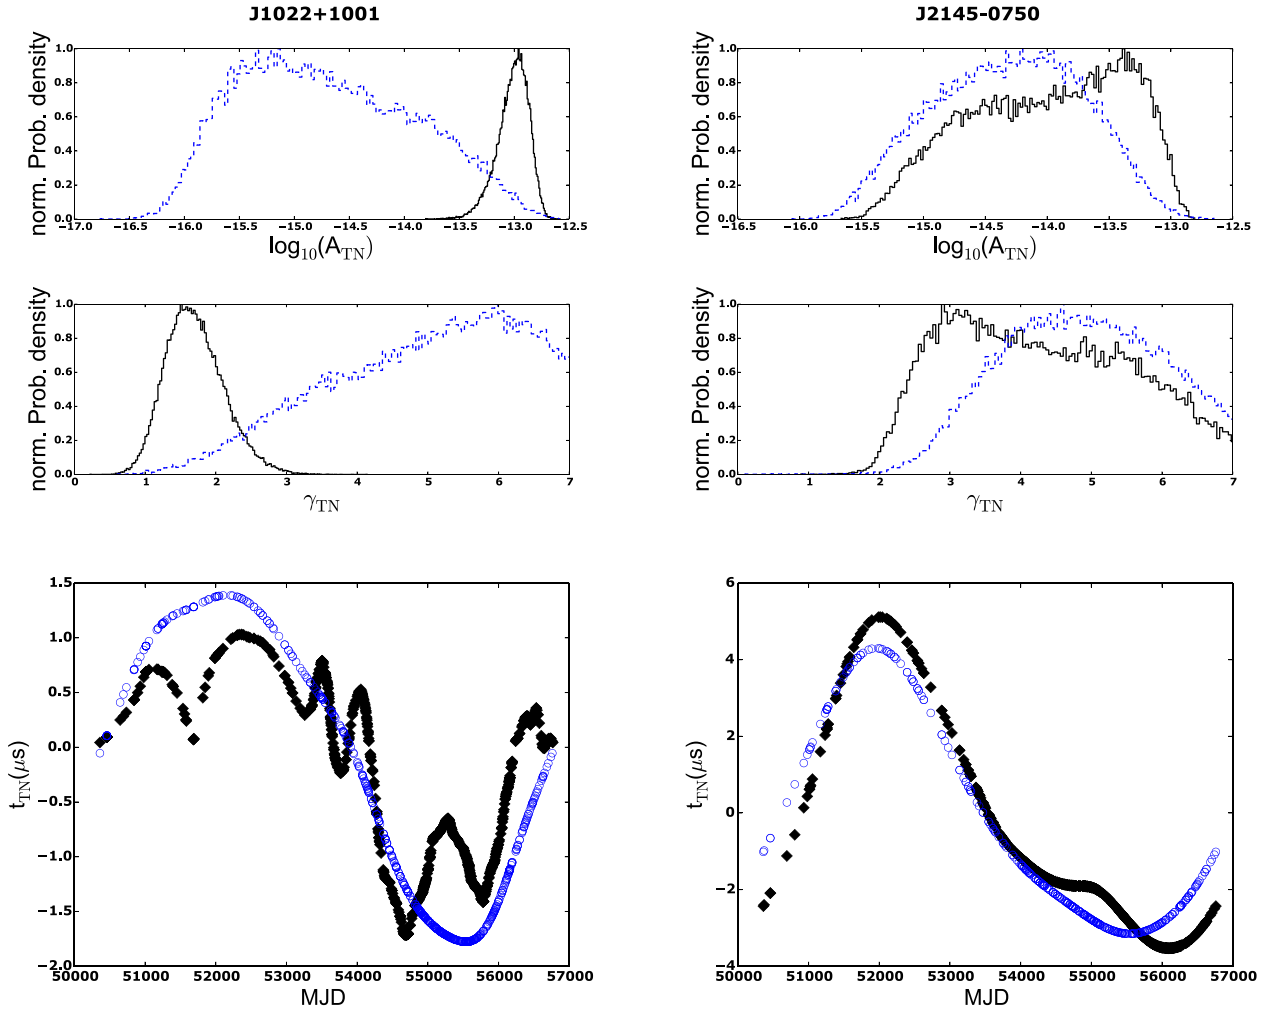 J1022+1001
J2145-0750
norm. Prob. density
1.0
0.8
0.6
0.4
0.2
0.0
−17.0 −16.5 −16.0 −15.5 −15.0 −14.5 −14.0 −13.5 −13.0 −12.5
log10(ATN)
norm. Prob. density
1.0
0.8
0.6
0.4
0.2
0.0
−16.5 −16.0 −15.5 −15.0 −14.5 −14.0 −13.5 −13.0 −12.5
log10(ATN)
norm. Prob. density
1.0
0.8
0.6
0.4
0.2
0.0
0 1 2 3 4 5 6 7
γTN
norm. Prob. density
1.0
0.8
0.6
0.4
0.2
0.0
0 1 2 3 4 5 6 7
γTN
tTN(μs)
1.5
1.0
0.5
0.0
−0.5
−1.0
−1.5
−2.0
50000 51000 52000 53000 54000 55000 56000 57000
MJD
tTN(μs)
6
4
2
0
−2
−4
50000 51000 52000 53000 54000 55000 56000 57000
MJD